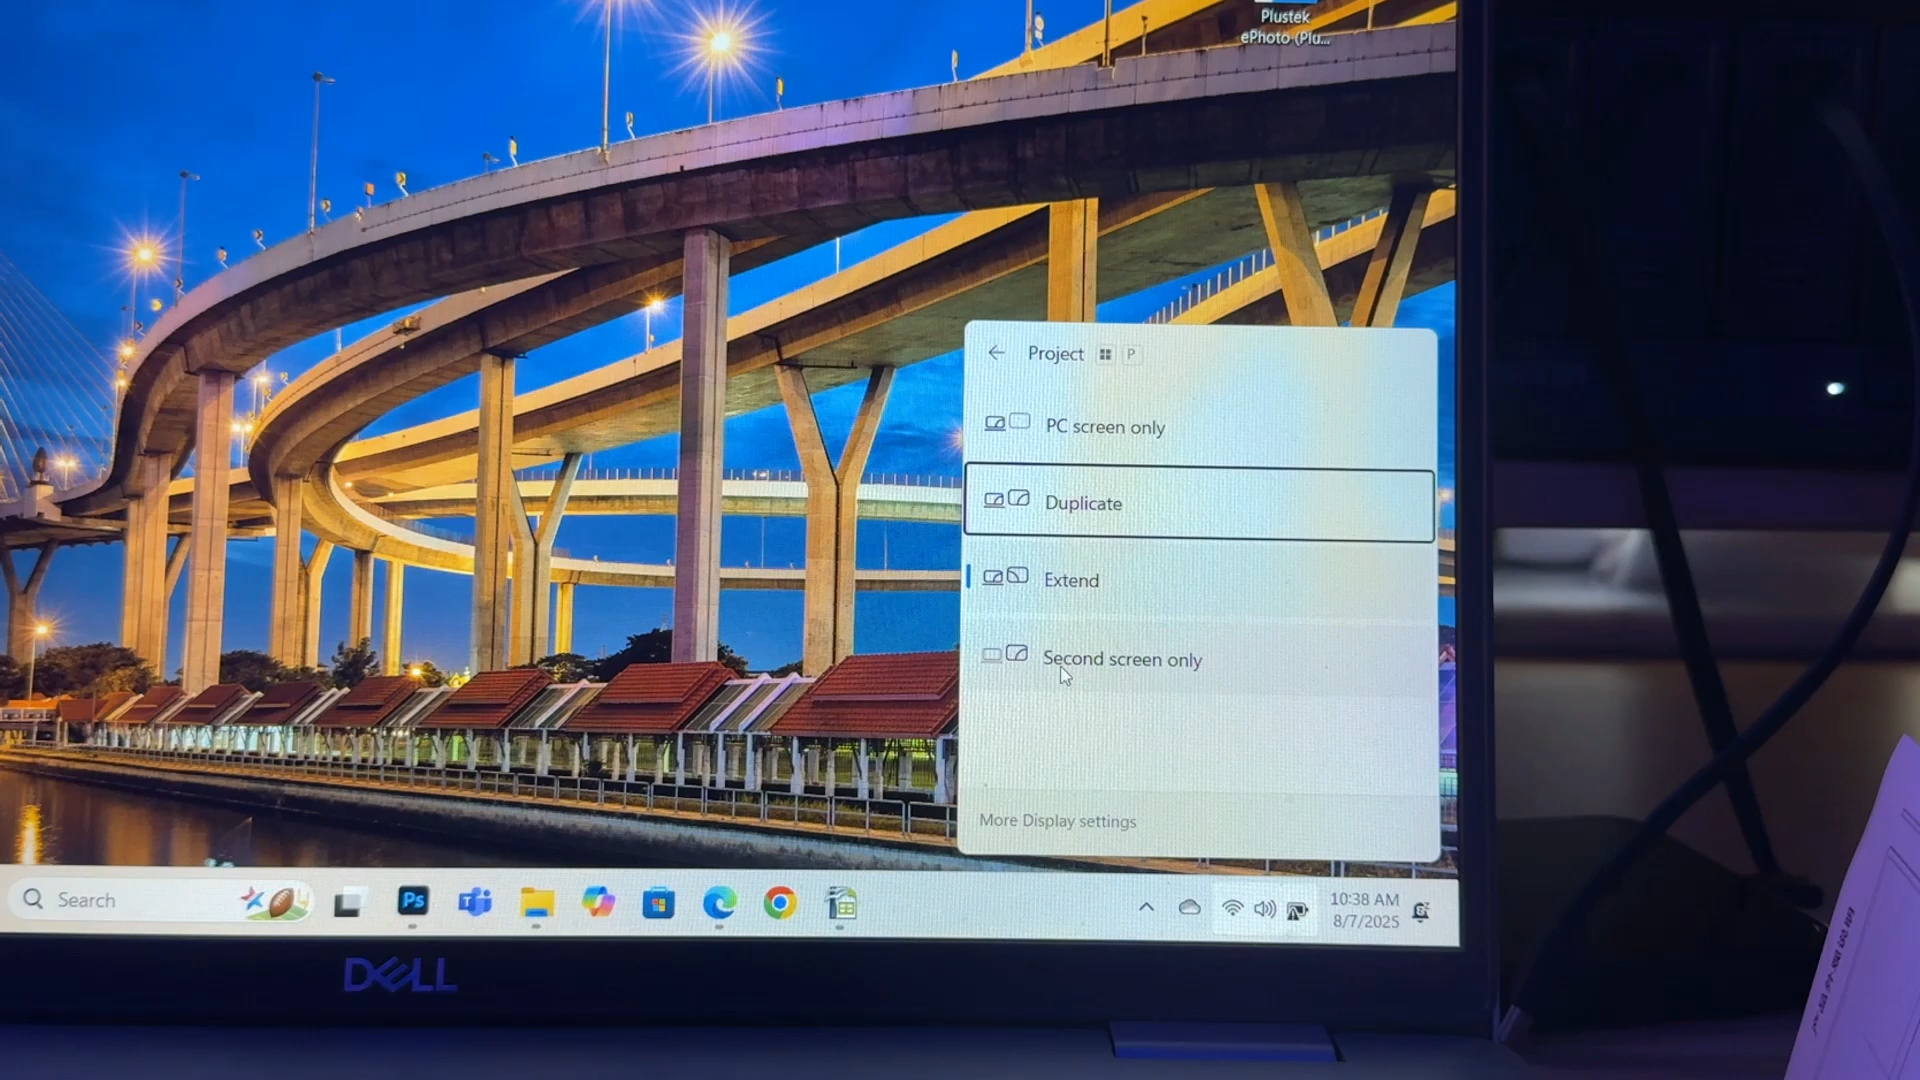 Plustek
ePhoto (Plu...
Project P
PC screen only
Duplicate
Extend
Second screen only
More Display settings
Search
Ps
T
10:38 AM
8/7/2025
DELL